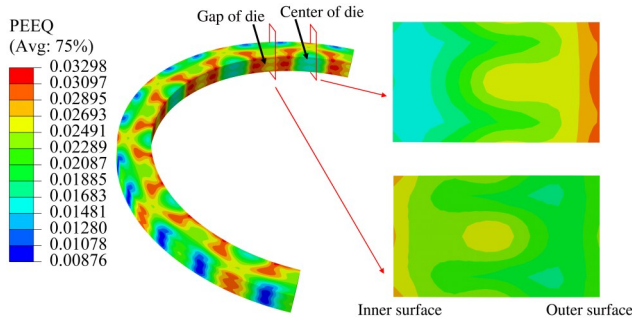 Gap of die
Center of die
PEEQ
(Avg: 75%)
0.03298
0.03097
0.02895
0.02693
0.02491
0.02289
0.02087
0.01885
0.01683
0.01481
0.01280
0.01078
0.00876
Inner surface
Outer surface